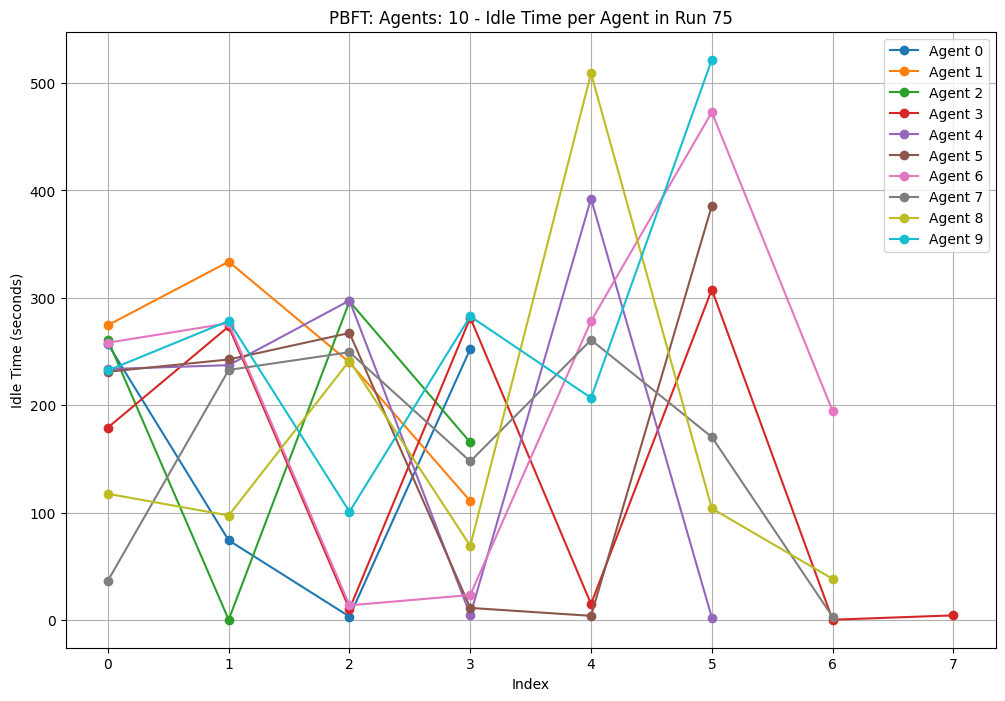 PBFT: Agents: 10 - Idle Time per Agent in Run 75
Idle Time (seconds)
500
400
300
200
100
0
0 1 2 3 4 5 6 7
Index
Agent 0
Agent 1
Agent 2
Agent 3
Agent 4
Agent 5
Agent 6
Agent 7
Agent 8
Agent 9